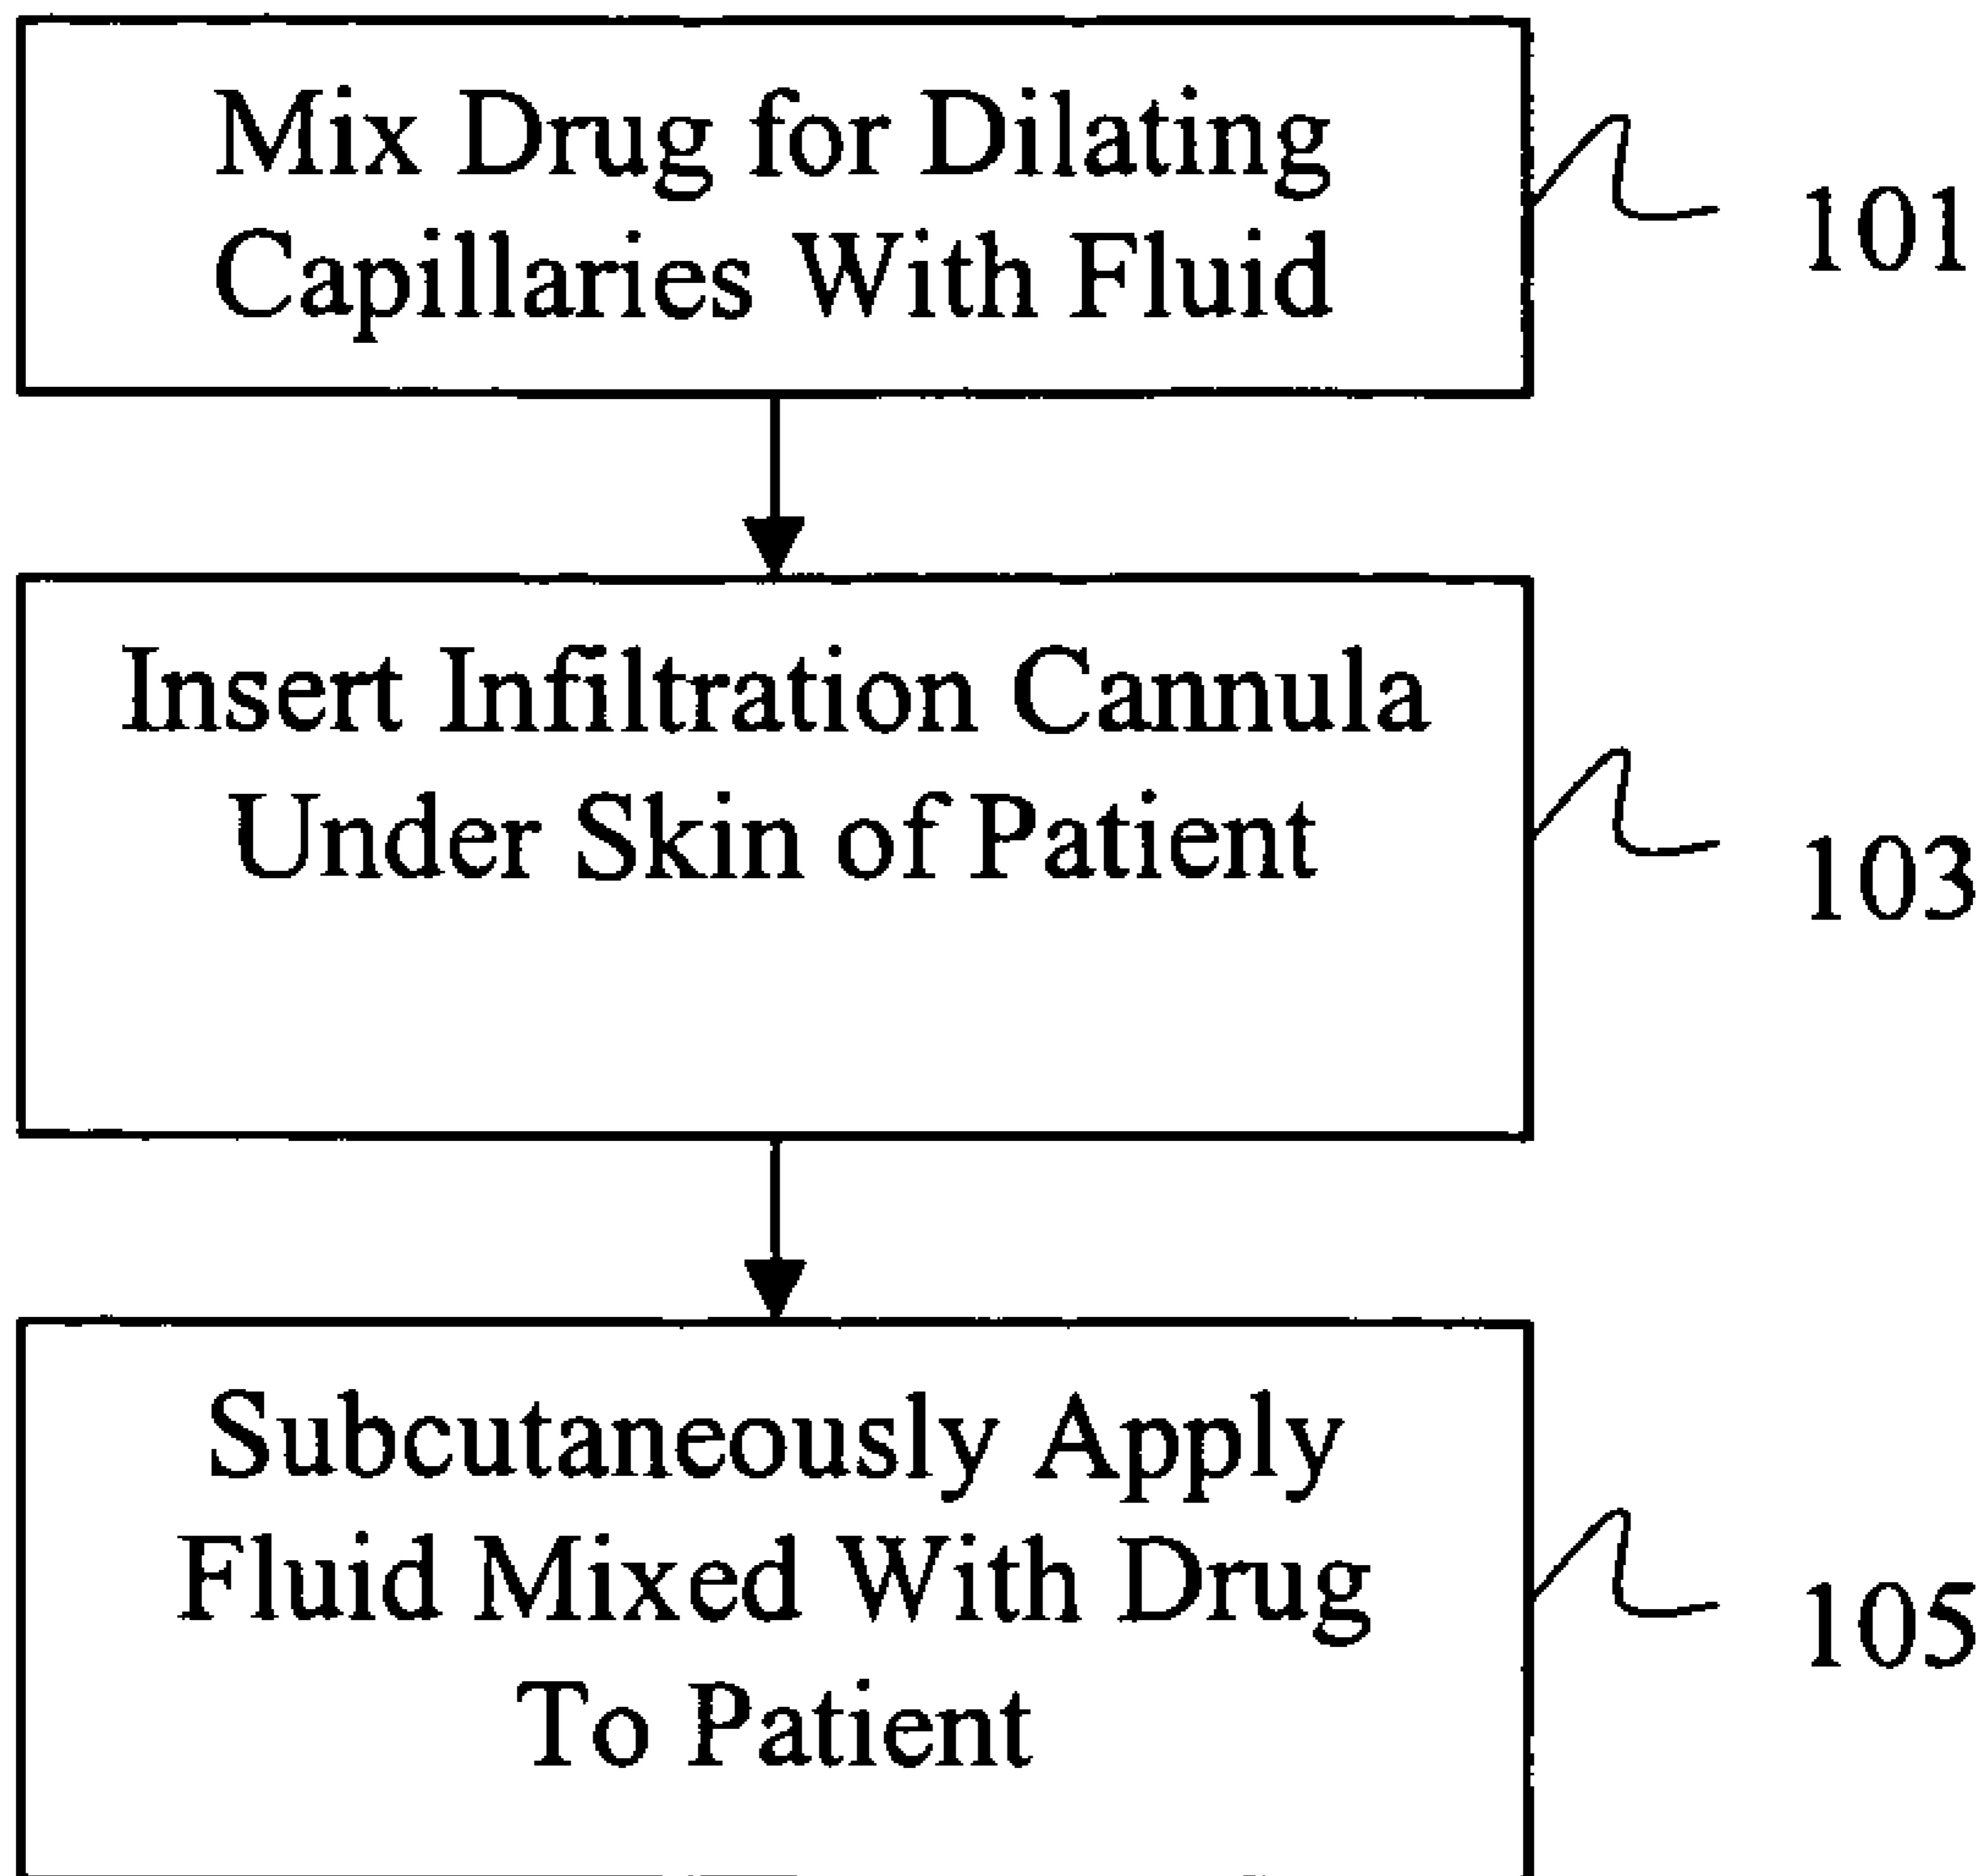 Mix Drug for Dilating
Capillaries With Fluid
101
Insert Infiltration Cannula
Under Skin of Patient
103
Subcutaneously Apply
Fluid Mixed With Drug
To Patient
105